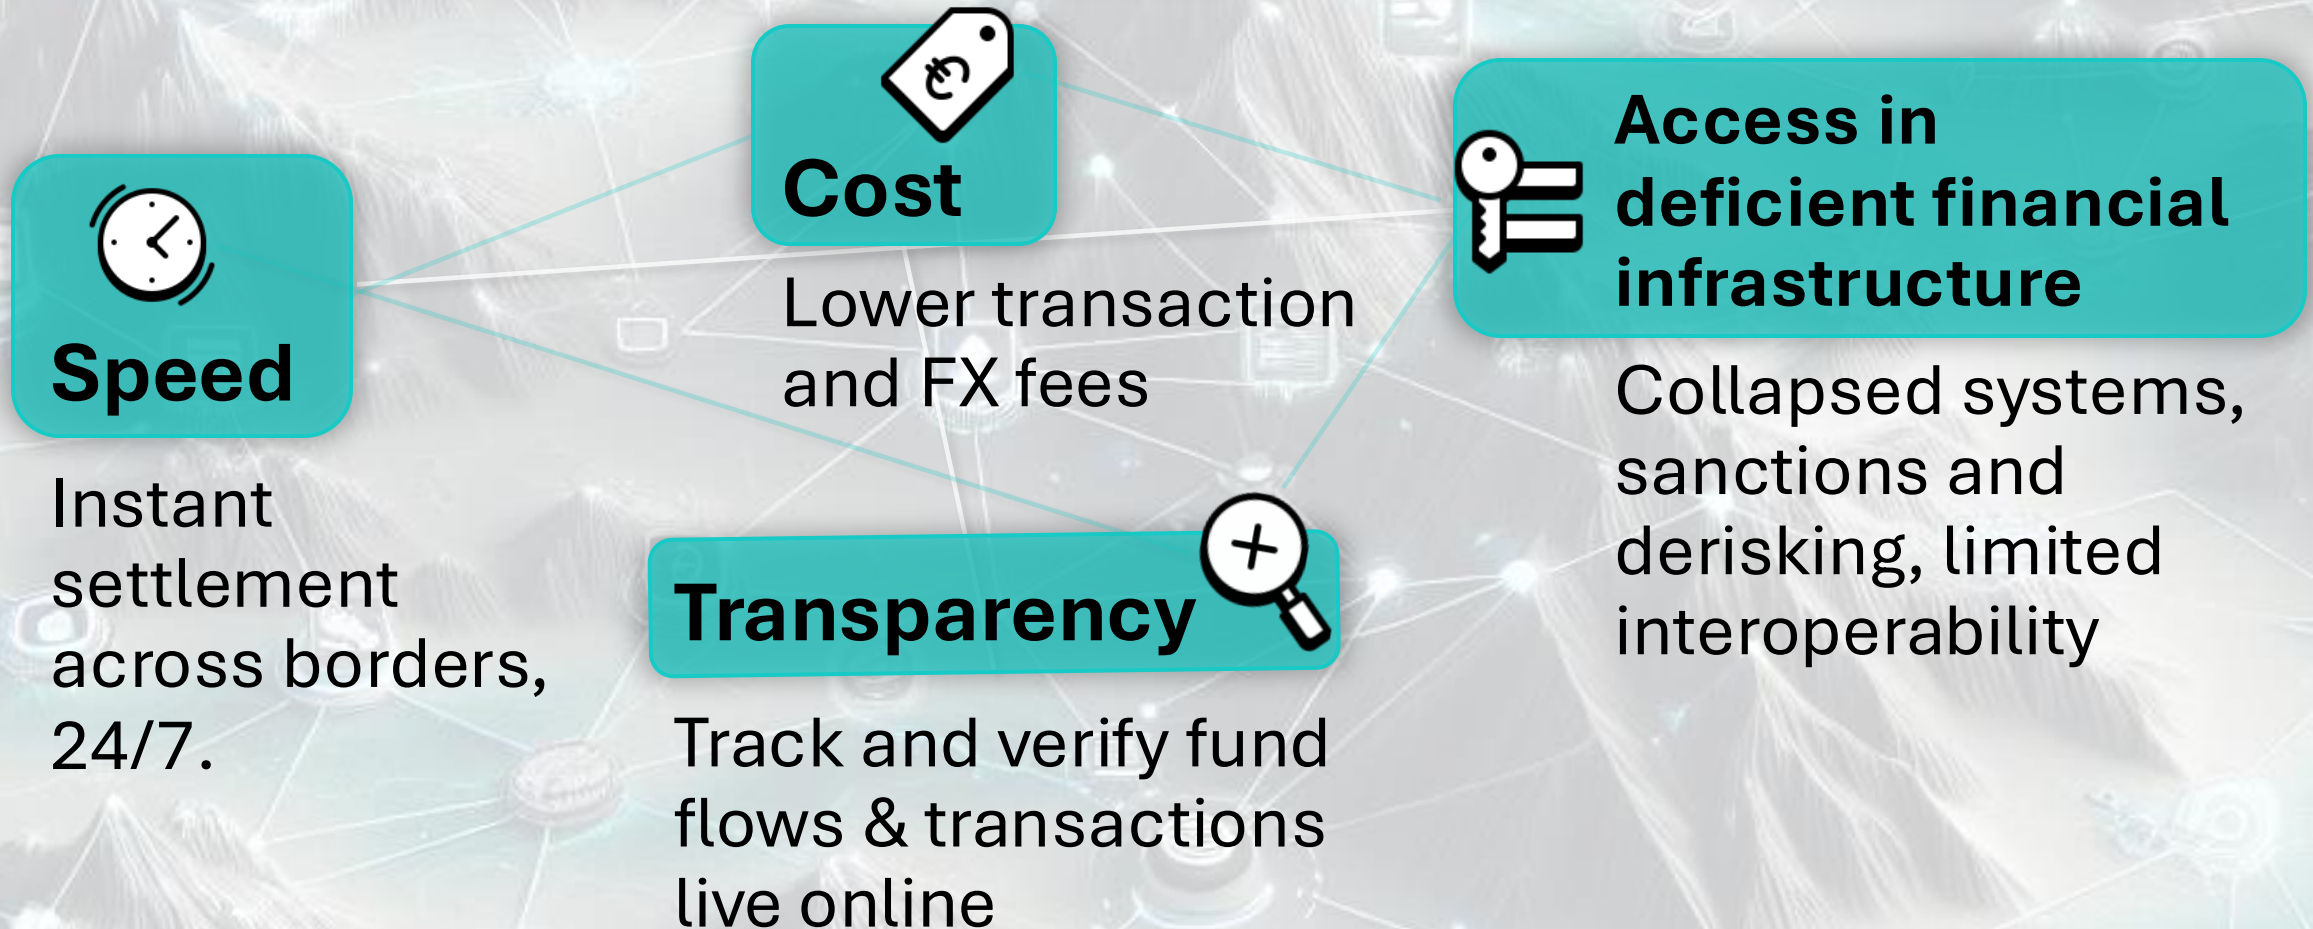 Speed
Instant
settlement
across borders,
24/7.
Cost
Lower transaction
and FX fees
Transparency
Track and verify fund
flows & transactions
live online
Access in
deficient financial
infrastructure
Collapsed systems,
sanctions and
derisking, limited
interoperability